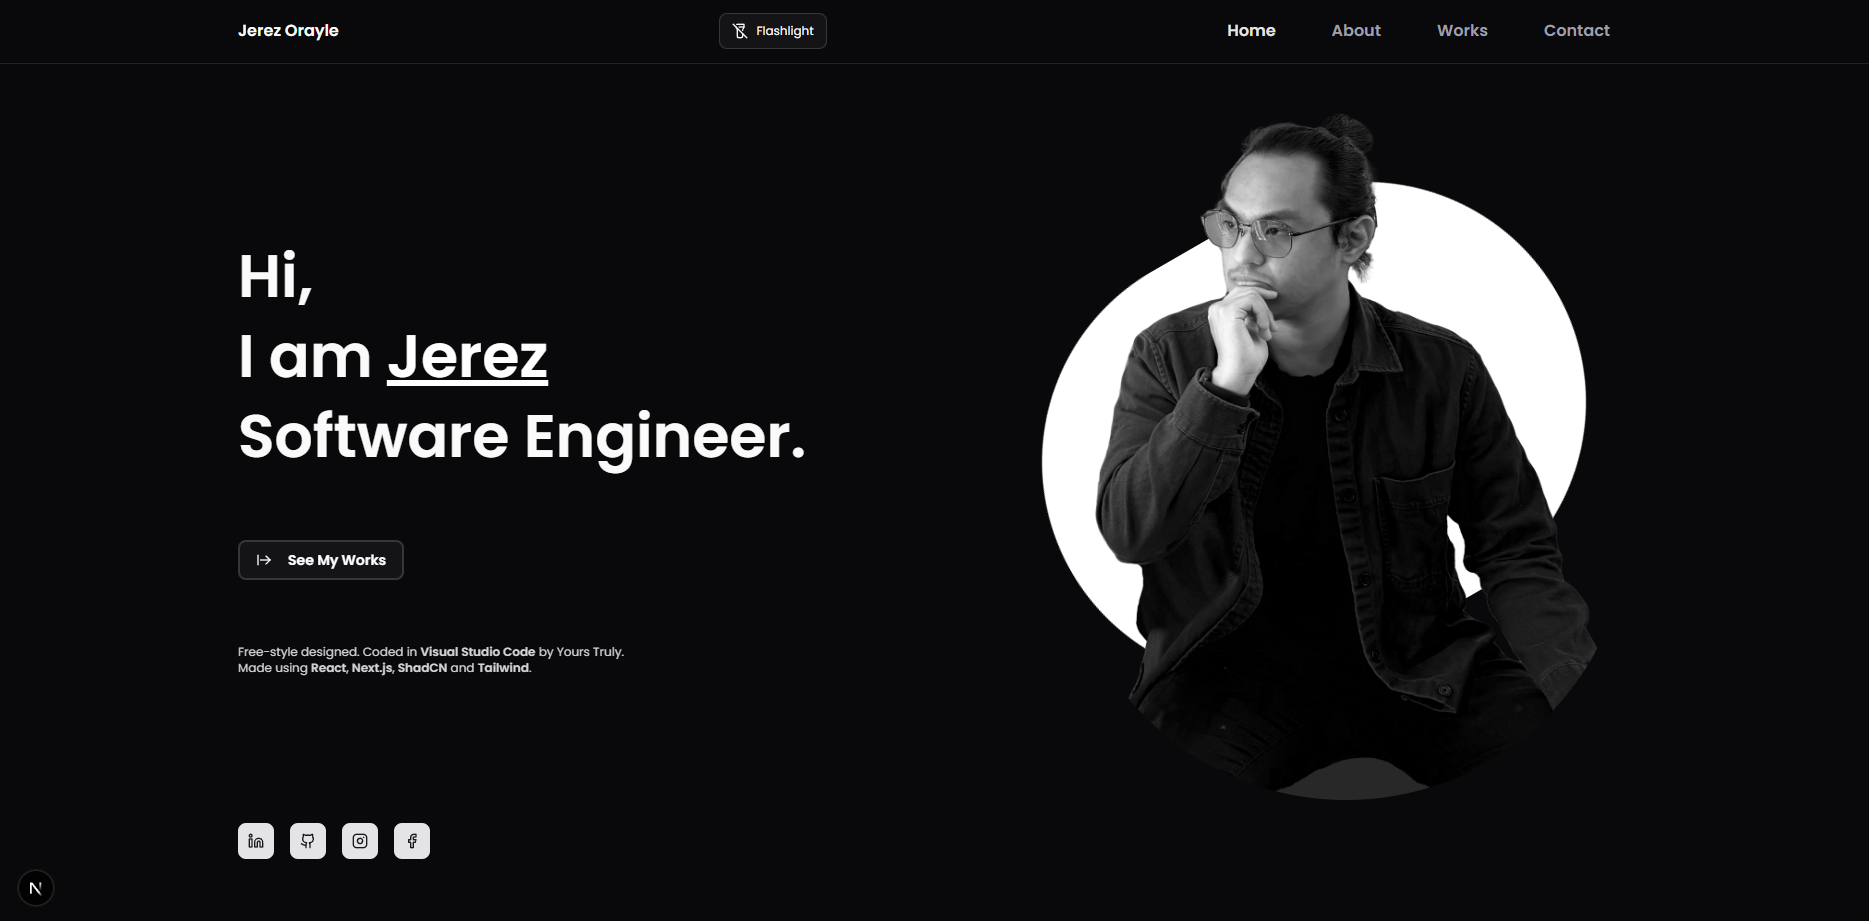 Jerez Orayle
Flashlight
Home
About
Works
Contact
Hi,
I am Jerez
Software Engineer.
See My Works
Free-style designed. Coded in Visual Studio Code by Yours Truly.
Made using React, Next.js, ShadCN and Tailwind.